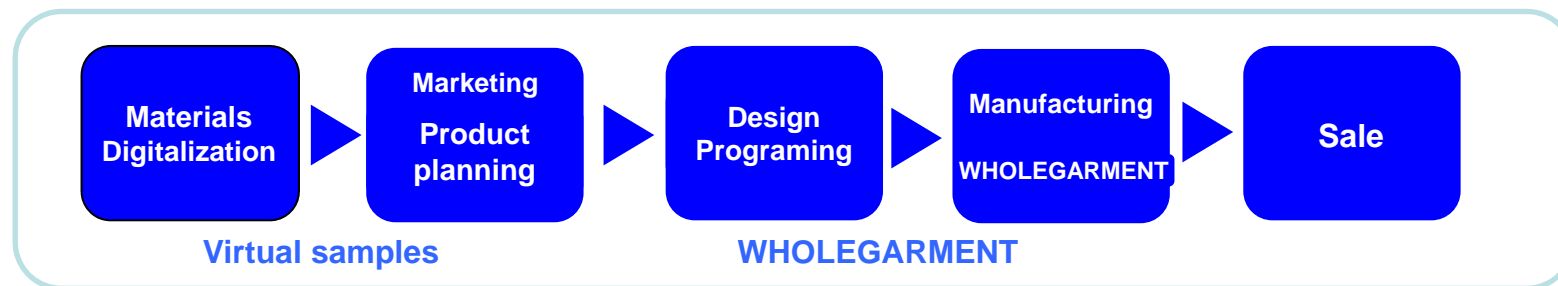 Materials
Digitalization
Marketing
Product
planning
Design
Programing
Manufacturing
WHOLEGARMENT
Sale
Virtual samples
WHOLEGARMENT